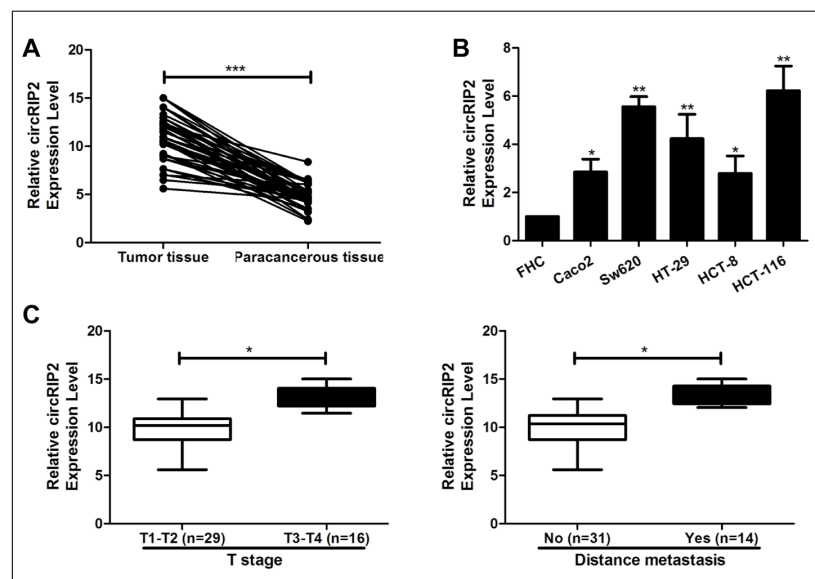 A
Relative circRIP2
Expression Level
20
15
10
5
0
***
Tumor tissue
Paracancerous tissue
B
Relative circRIP2
Expression Level
8
6
4
2
0
*
**
**
*
**
FHC
Caco2
Sw620
HT-29
HCT-8
HCT-116
C
Relative circRIP2
Expression Level
20
15
10
5
0
*
T1-T2 (n=29)
T3-T4 (n=16)
T stage
Relative circRIP2
Expression Level
20
15
10
5
0
*
No (n=31)
Yes (n=14)
Distance metastasis